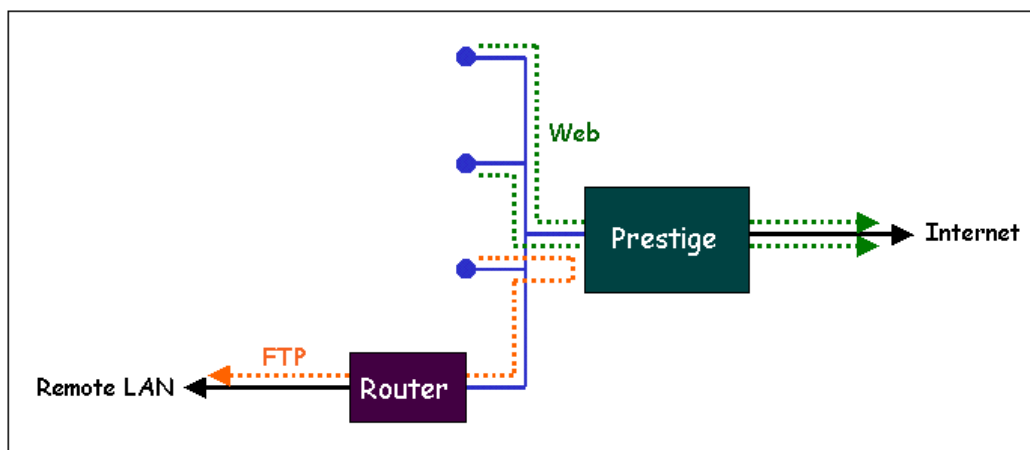 Web
Prestige
Internet
FTP
Remote LAN
Router